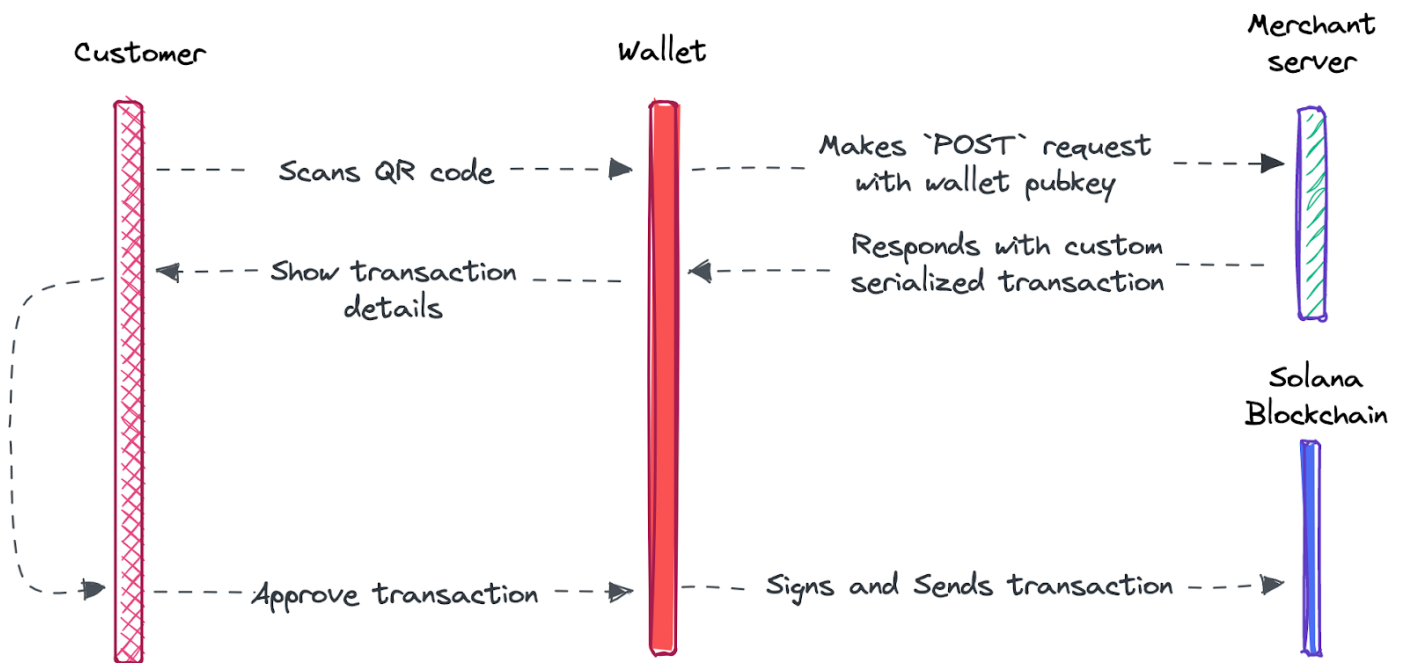 Customer
Wallet
Merchant
server
Scans QR code
Makes `POST` request
with wallet pubkey
Show transaction
details
Responds with custom
serialized transaction
Solana
Blockchain
Approve transaction
Signs and Sends transaction